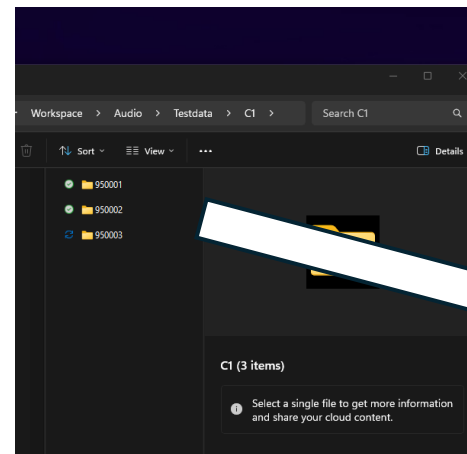 Workspace > Audio > Testdata > C1 > Search C1
Sort View ... Details
950001
950002
950003
C1 (3 items)
Select a single file to get more information
and share your cloud content.